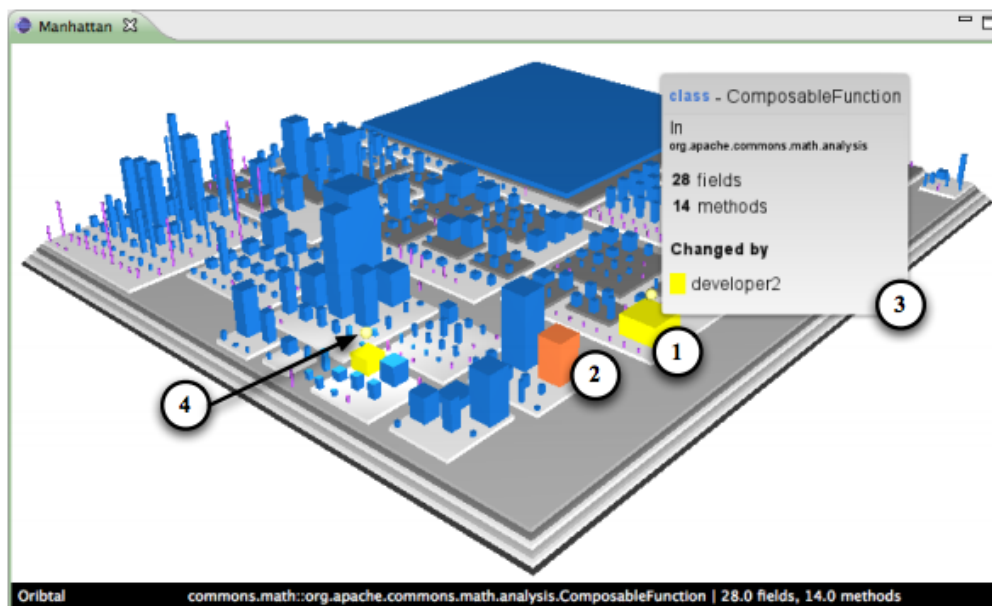 Manhattan
class - ComposableFunction
In
org.apache.commons.math.analysis
28 fields
14 methods
Changed by
developer2
3
1
2
4
Oribtal
commons.math::org.apache.commons.math.analysis.ComposableFunction | 28.0 fields, 14.0 methods